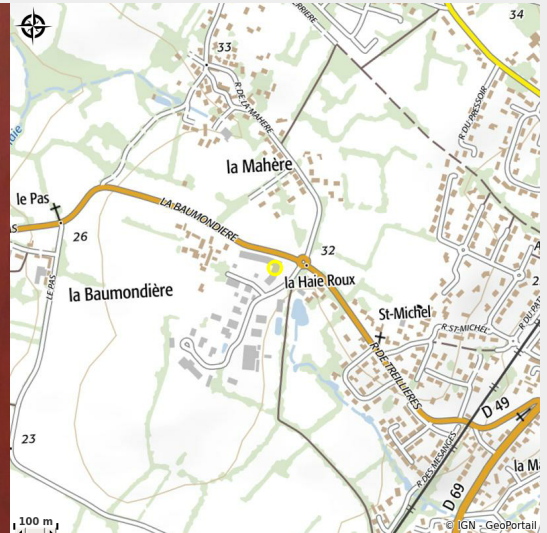 34
33
R DE LA MAHÈRE
R DU PRESSOIR
la Mahère
le Pas
LA BAUMONDIÈRE
26
32
la Haie Roux
la Baumondière
LE PAS
St-Michel
R ST-MICHEL
R DE TREILLIÈRES
D 49
R DES MÉSANGES
23
la Ma
D 69
100 m
© IGN - GeoPortail